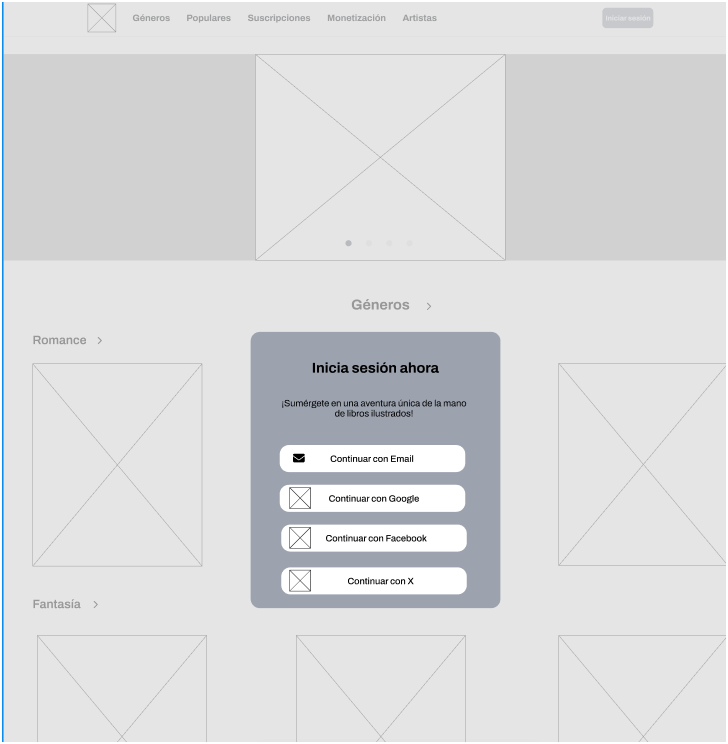 Géneros Populares Suscripciones Monetización Artistas Iniciar sesión
Géneros
Romance
Inicia sesión ahora
¡Sumérgete en una aventura única de la mano
de libros ilustrados!
Continuar con Email
Continuar con Google
Continuar con Facebook
Continuar con X
Fantasía